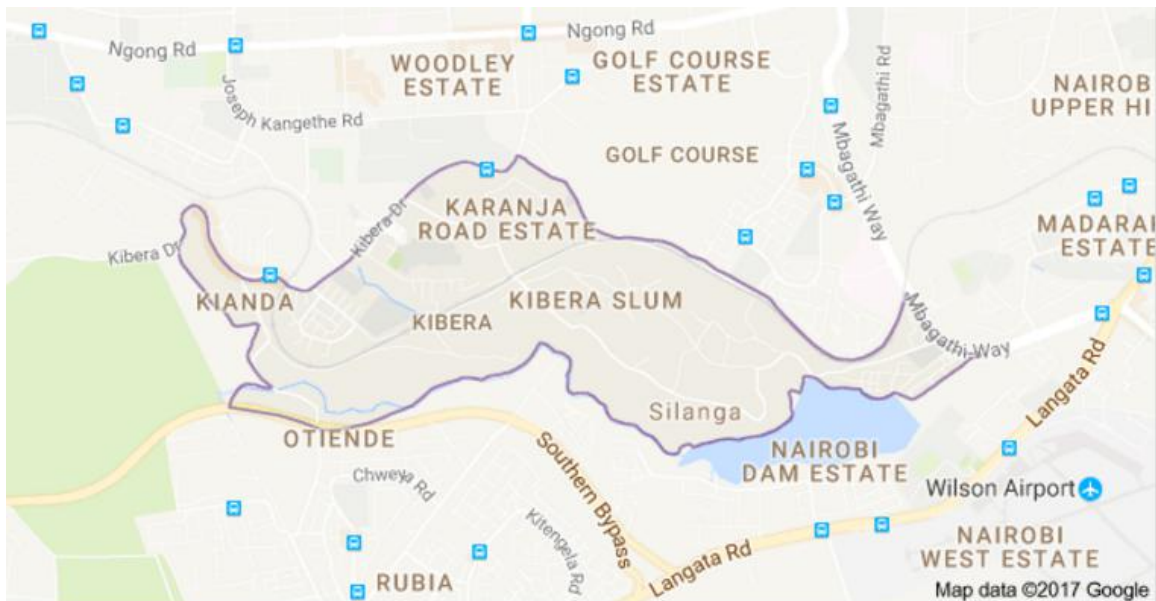 Ngong Rd
Ngong Rd
WOODLEY
ESTATE
GOLF COURSE
ESTATE
NAIROB
UPPER HI
Joseph Kangethe Rd
Mbagathi Rd
GOLF COURSE
Mbagathi Way
KARANJA
ROAD ESTATE
Kibera Dr
Kibera Dr
MADARAK
ESTATE
KIANDA
KIBERA SLUM
KIBERA
Mbagathi Way
Langata Rd
Silanga
OTIENDE
NAIROBI
DAM ESTATE
Chweya Rd
Southern Bypass
Wilson Airport
Kitengela Rd
NAIROBI
WEST ESTATE
Langata Rd
RUBIA
Map data ©2017 Google